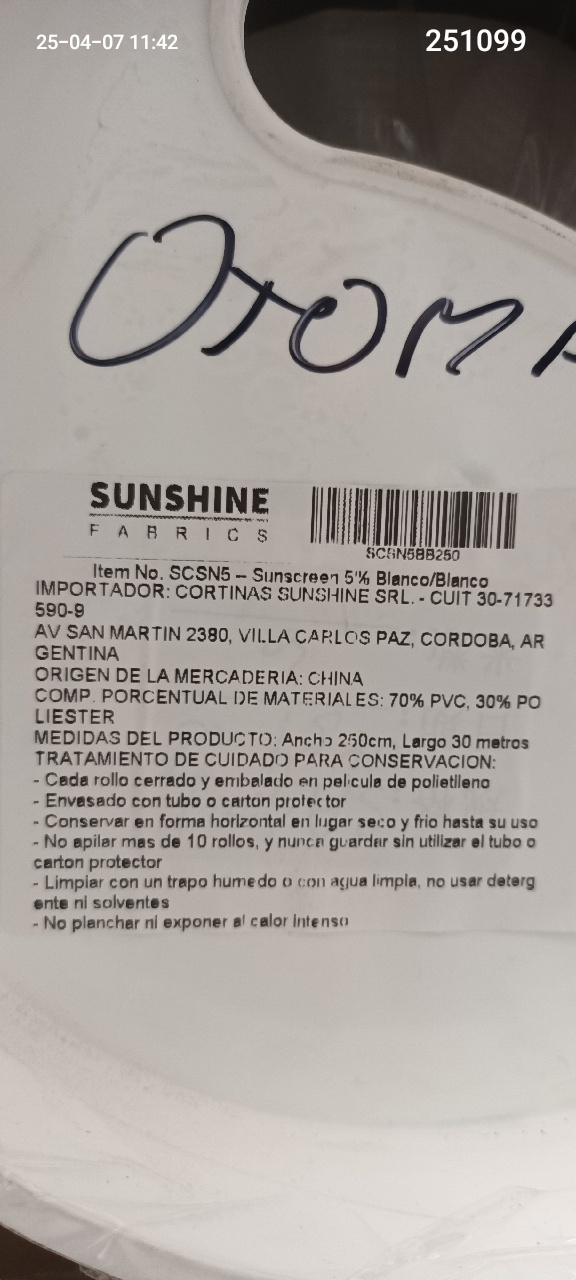 25-04-07 11:42
251099
OTOMA
SUNSHINE
FABRICS
SCSN5BB250
Item No. SCSN5 – Sunscreen 5% Blanco/Blanco
IMPORTADOR: CORTINAS SUNSHINE SRL. - CUIT 30-71733
590-9
AV SAN MARTIN 2380, VILLA CARLOS PAZ, CORDOBA, AR
GENTINA
ORIGEN DE LA MERCADERIA: CHINA
COMP. PORCENTUAL DE MATERIALES: 70% PVC, 30% PO
LIESTER
MEDIDAS DEL PRODUCTO: Ancho 250cm, Largo 30 metros
TRATAMIENTO DE CUIDADO PARA CONSERVACION:
- Cada rollo cerrado y embalado en pelicula de polietileno
- Envasado con tubo o carton protector
- Conservar en forma horizontal en lugar seco y frio hasta su uso
- No apilar mas de 10 rollos, y nunca guardar sin utilizar el tubo o
carton protector
- Limpiar con un trapo humedo o con agua limpia, no usar deterg
ente ni solventes
- No planchar ni exponer al calor intenso